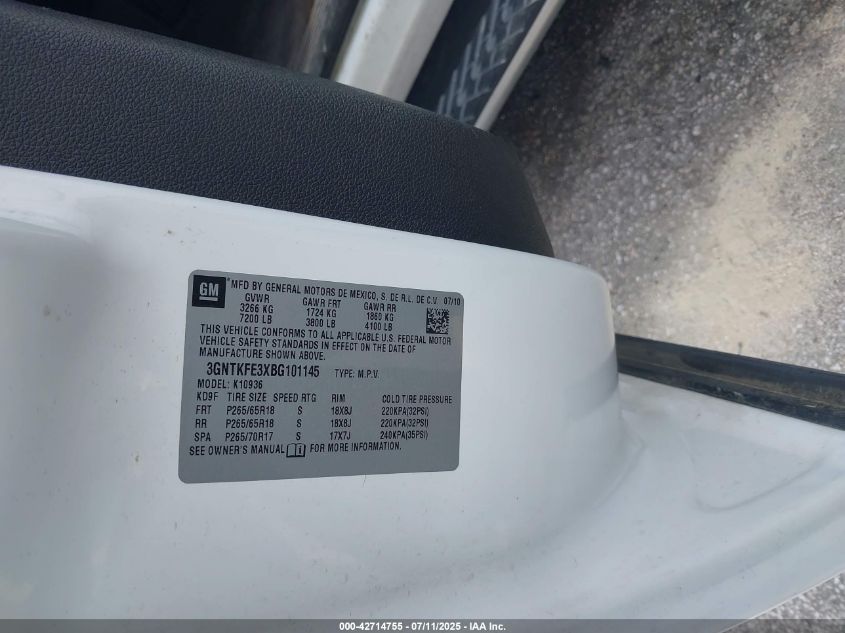 GM
MFD BY GENERAL MOTORS DE MEXICO, S. DE R.L. DE C.V. 07/10
GVWR GAWR FRT GAWR RR
3266 KG 1724 KG 1860 KG
7200 LB 3800 LB 4100 LB
THIS VEHICLE CONFORMS TO ALL APPLICABLE U.S. FEDERAL MOTOR
VEHICLE SAFETY STANDARDS IN EFFECT ON THE DATE OF
MANUFACTURE SHOWN ABOVE.
3GNTKFE3XBG101145 TYPE: M.P.V.
MODEL: K10936
KD9F TIRE SIZE SPEED RTG RIM COLD TIRE PRESSURE
FRT P265/65R18 S 18X8J 220KPA(32PSI)
RR P265/65R18 S 18X8J 220KPA(32PSI)
SPA P265/70R17 S 17X7J 240KPA(35PSI)
SEE OWNER'S MANUAL FOR MORE INFORMATION.
000-42714755 - 07/11/2025 - IAA Inc.